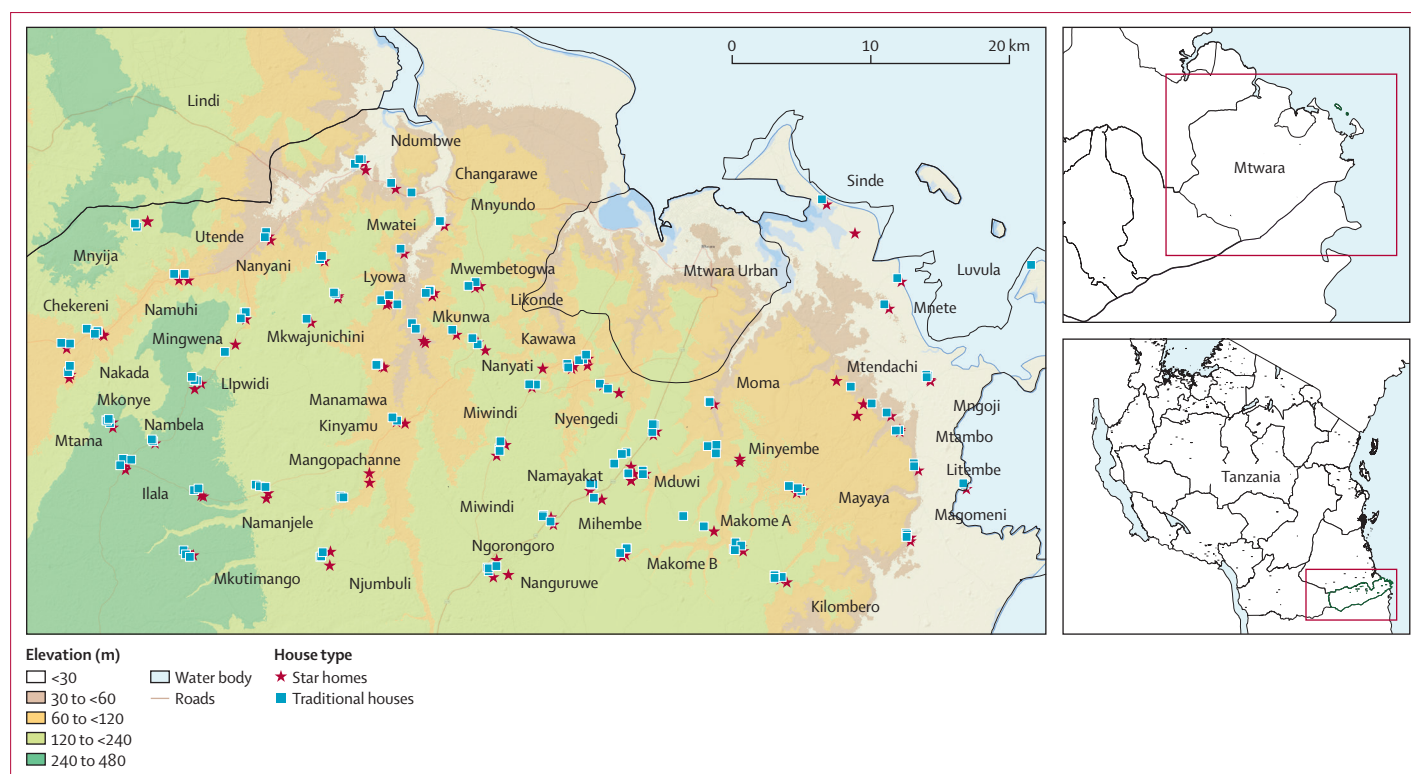 0 10 20 km
Lindi
Ndumbwe
Changarawe
Mnyundo
Sinde
Mwatei
Utende
Mnyija
Nanyani
Lyowa
Mwembetogwa
Mtwara Urban
Luvula
Chekereni
Namuhi
Likonde
Mnete
Mkunwa
Mingwena
Mkwajunichini
Kawawa
Nanyati
Mtendachi
Nakada
LIpwidi
Moma
Mkonye
Manamawa
Miwindi
Nyengedi
Mngoji
Nambela
Kinyamu
Mtambo
Mtama
Minyembe
Mangopachanne
Litembe
Namayakat
Mduwi
Ilala
Mayaya
Miwindi
Magomeni
Namanjele
Mihembe
Makome A
Ngorongoro
Makome B
Mkutimango
Njumbuli
Nanguruwe
Kilombero
Mtwara
Tanzania
Elevation (m)
<30
30 to <60
60 to <120
120 to <240
240 to 480
Water body
Roads
House type
Star homes
Traditional houses